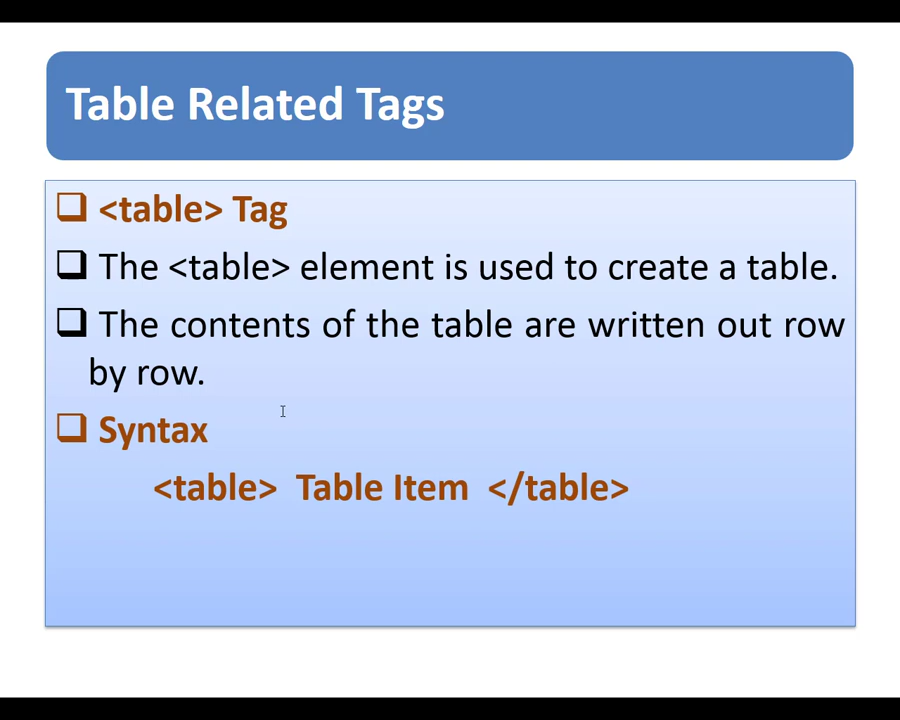 Table Related Tags
<table> Tag
The <table> element is used to create a table.
The contents of the table are written out row
by row.
Syntax
<table> Table Item </table>